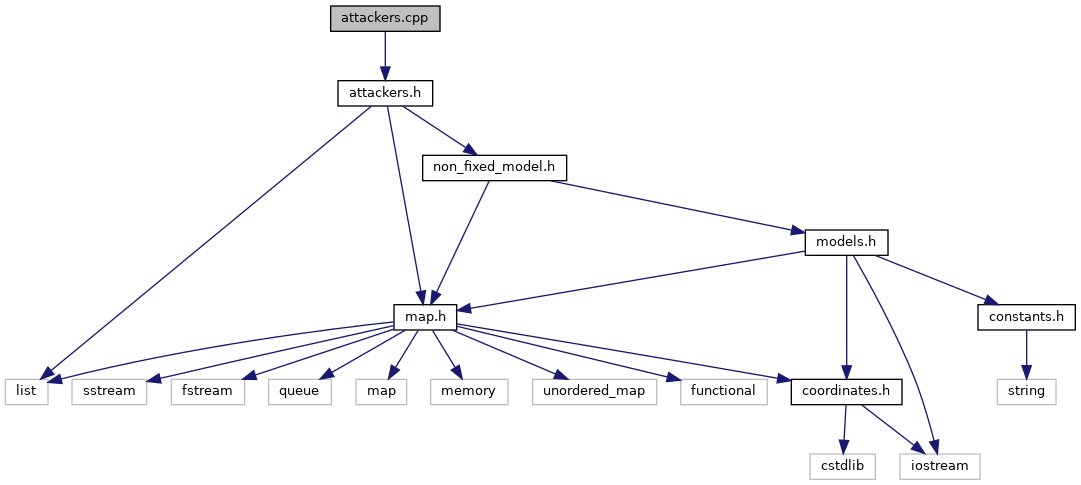 attackers.cpp
attackers.h
non_fixed_model.h
models.h
map.h
constants.h
list
sstream
fstream
queue
map
memory
unordered_map
functional
coordinates.h
string
cstdlib
iostream